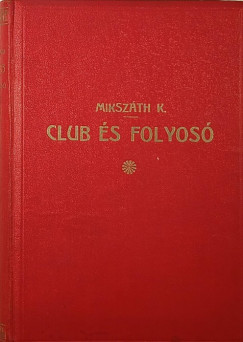 MIKSZÁTH K.
CLUB ÉS FOLYOSÓ